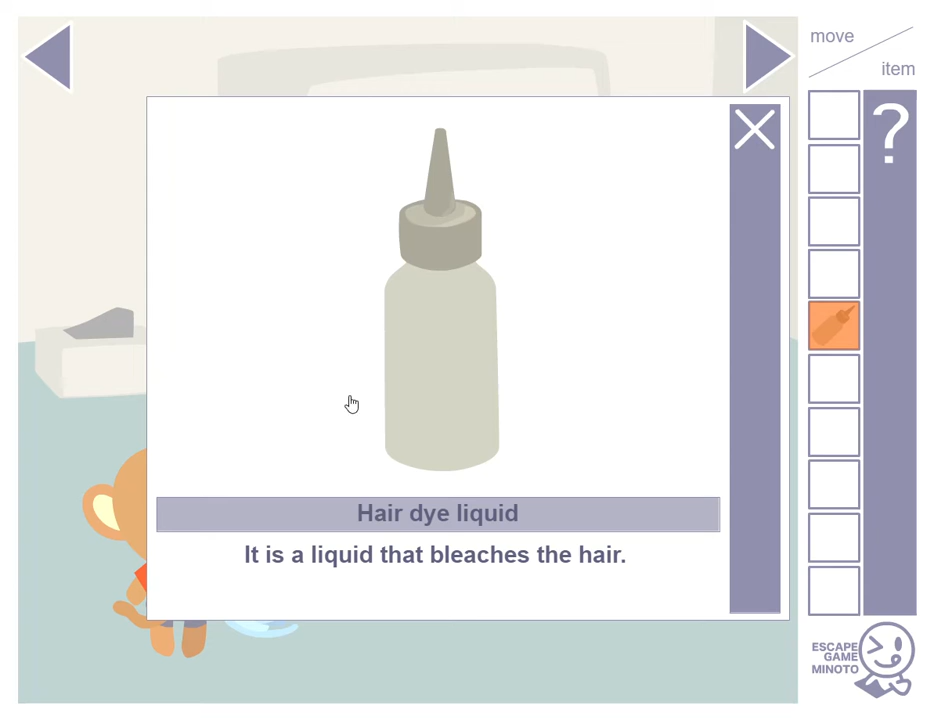 move
item
?
Hair dye liquid
It is a liquid that bleaches the hair.
ESCAPE
GAME
MINOTO